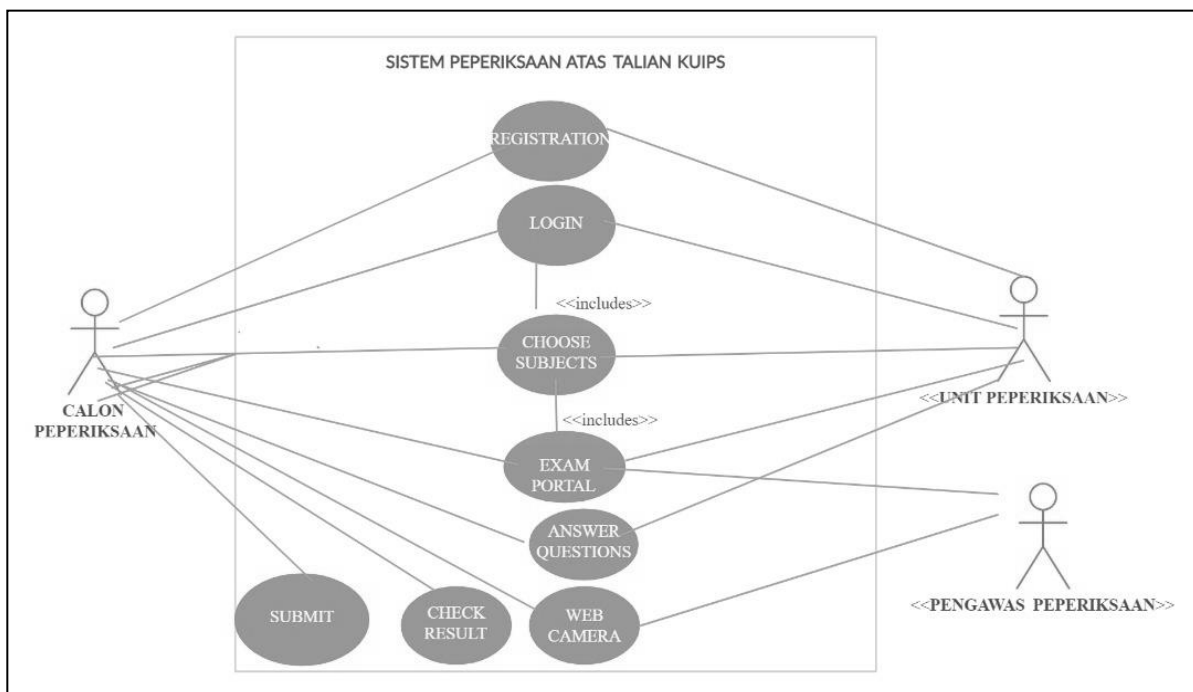 SISTEM PEPERIKSAAN ATAS TALIAN KUIPS
REGISTRATION
LOGIN
<<includes>>
CHOOSE
SUBJECTS
CALON
PEPERIKSAAN
<<UNIT PEPERIKSAAN>>
<<includes>>
EXAM
PORTAL
ANSWER
QUESTIONS
SUBMIT
CHECK
RESULT
WEB
CAMERA
<<PENGAWAS PEPERIKSAAN>>